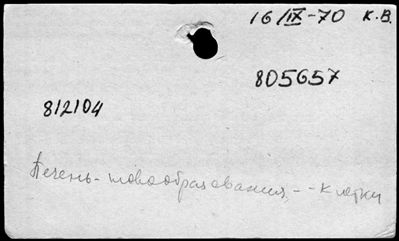 16/IX-70 К.В.
805657
812104
Печень-новообразования,--клетки